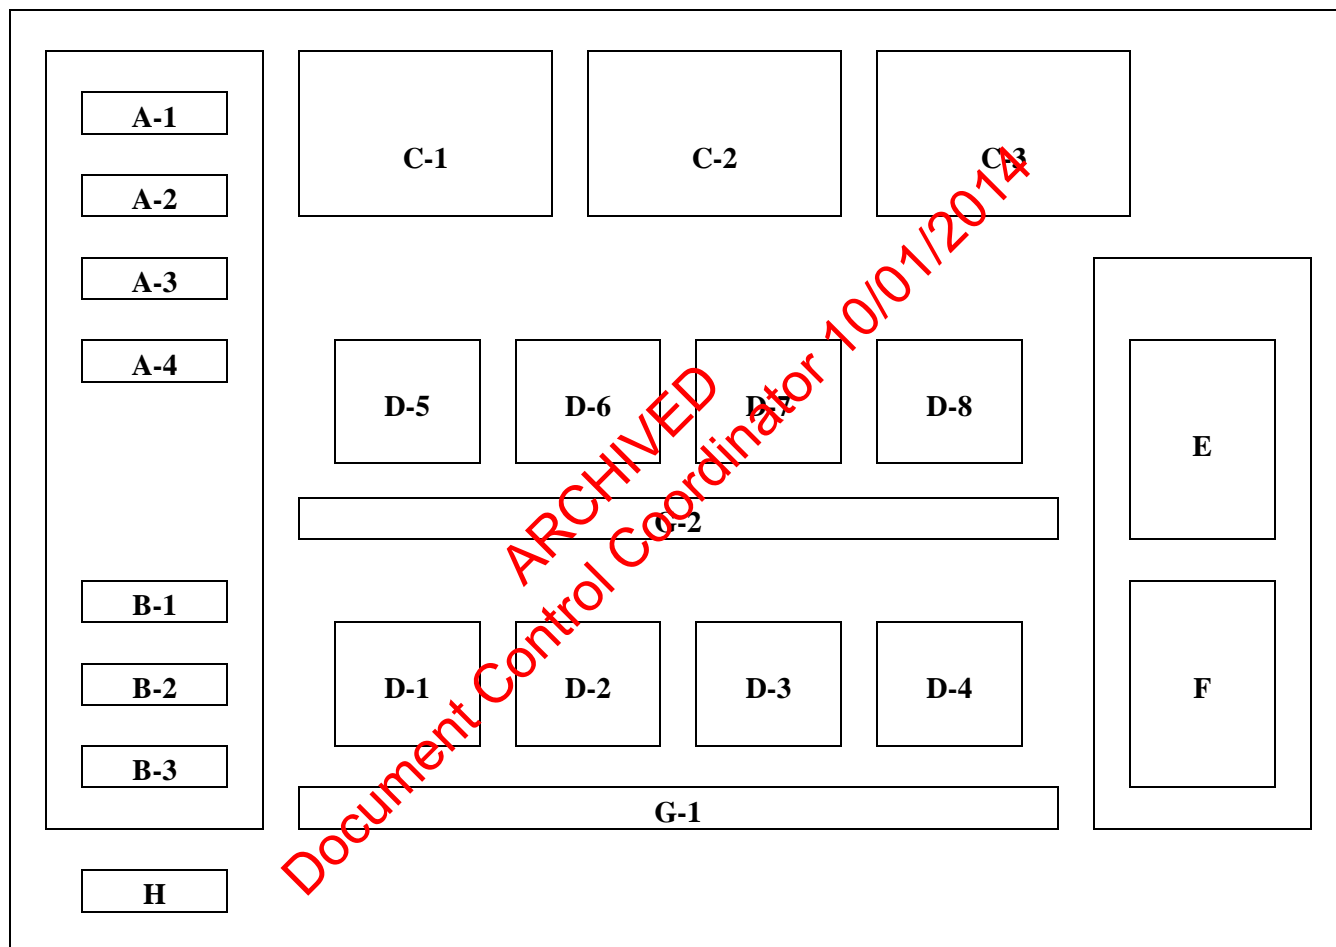 A-1
A-2
A-3
A-4
B-1
B-2
B-3
H
C-1
C-2
C-3
D-5
D-6
D-7
D-8
G-2
D-1
D-2
D-3
D-4
G-1
E
F
ARCHIVED
Document Control Coordinator 10/01/2014